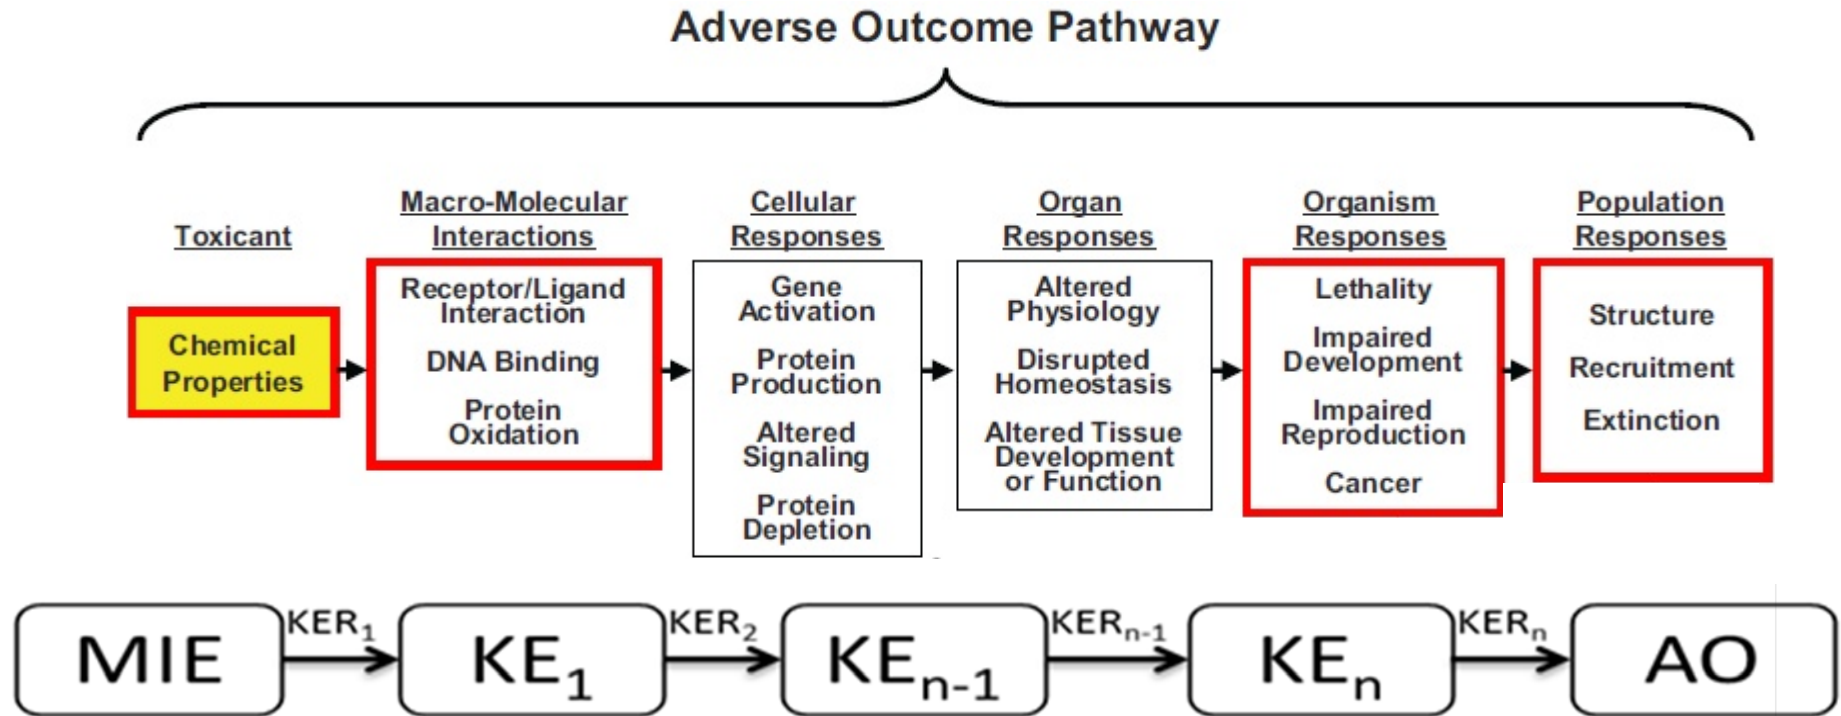 Adverse Outcome Pathway
Toxicant
Macro-Molecular
Interactions
Cellular
Responses
Organ
Responses
Organism
Responses
Population
Responses
Chemical
Properties
Receptor/Ligand
Interaction
DNA Binding
Protein
Oxidation
Gene
Activation
Protein
Production
Altered
Signaling
Protein
Depletion
Altered
Physiology
Disrupted
Homeostasis
Altered Tissue
Development
or Function
Lethality
Impaired
Development
Impaired
Reproduction
Cancer
Structure
Recruitment
Extinction
MIE
KER1
KE1
KER2
KEn-1
KERn-1
KEn
KERn
AO